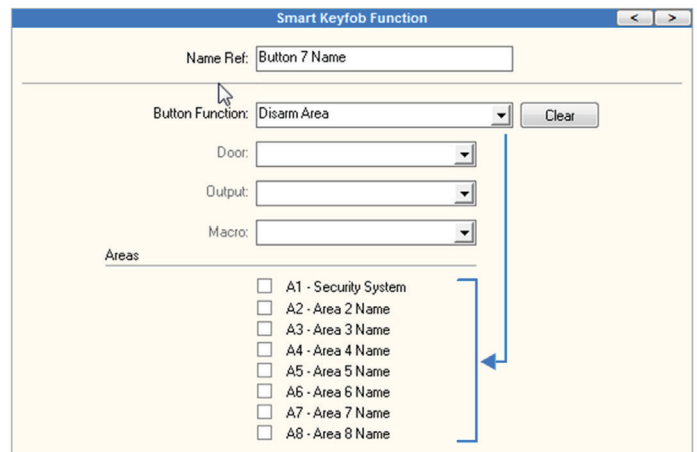 Smart Keyfob Function < >
Name Ref: Button 7 Name
Button Function: Disarm Area Clear
Door:
Output:
Macro:
Areas
A1 - Security System
A2 - Area 2 Name
A3 - Area 3 Name
A4 - Area 4 Name
A5 - Area 5 Name
A6 - Area 6 Name
A7 - Area 7 Name
A8 - Area 8 Name